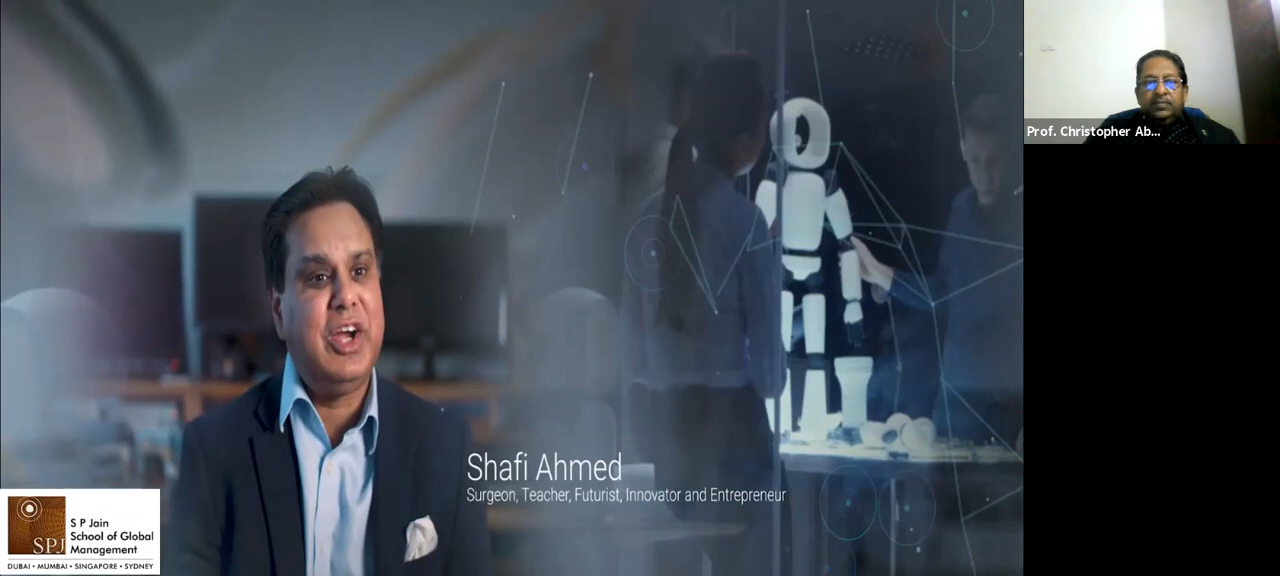 Prof. Christopher Ab...
Shafi Ahmed
Surgeon, Teacher, Futurist, Innovator and Entrepreneur
SPJ
S P Jain
School of Global
Management
DUBAI • MUMBAI • SINGAPORE • SYDNEY